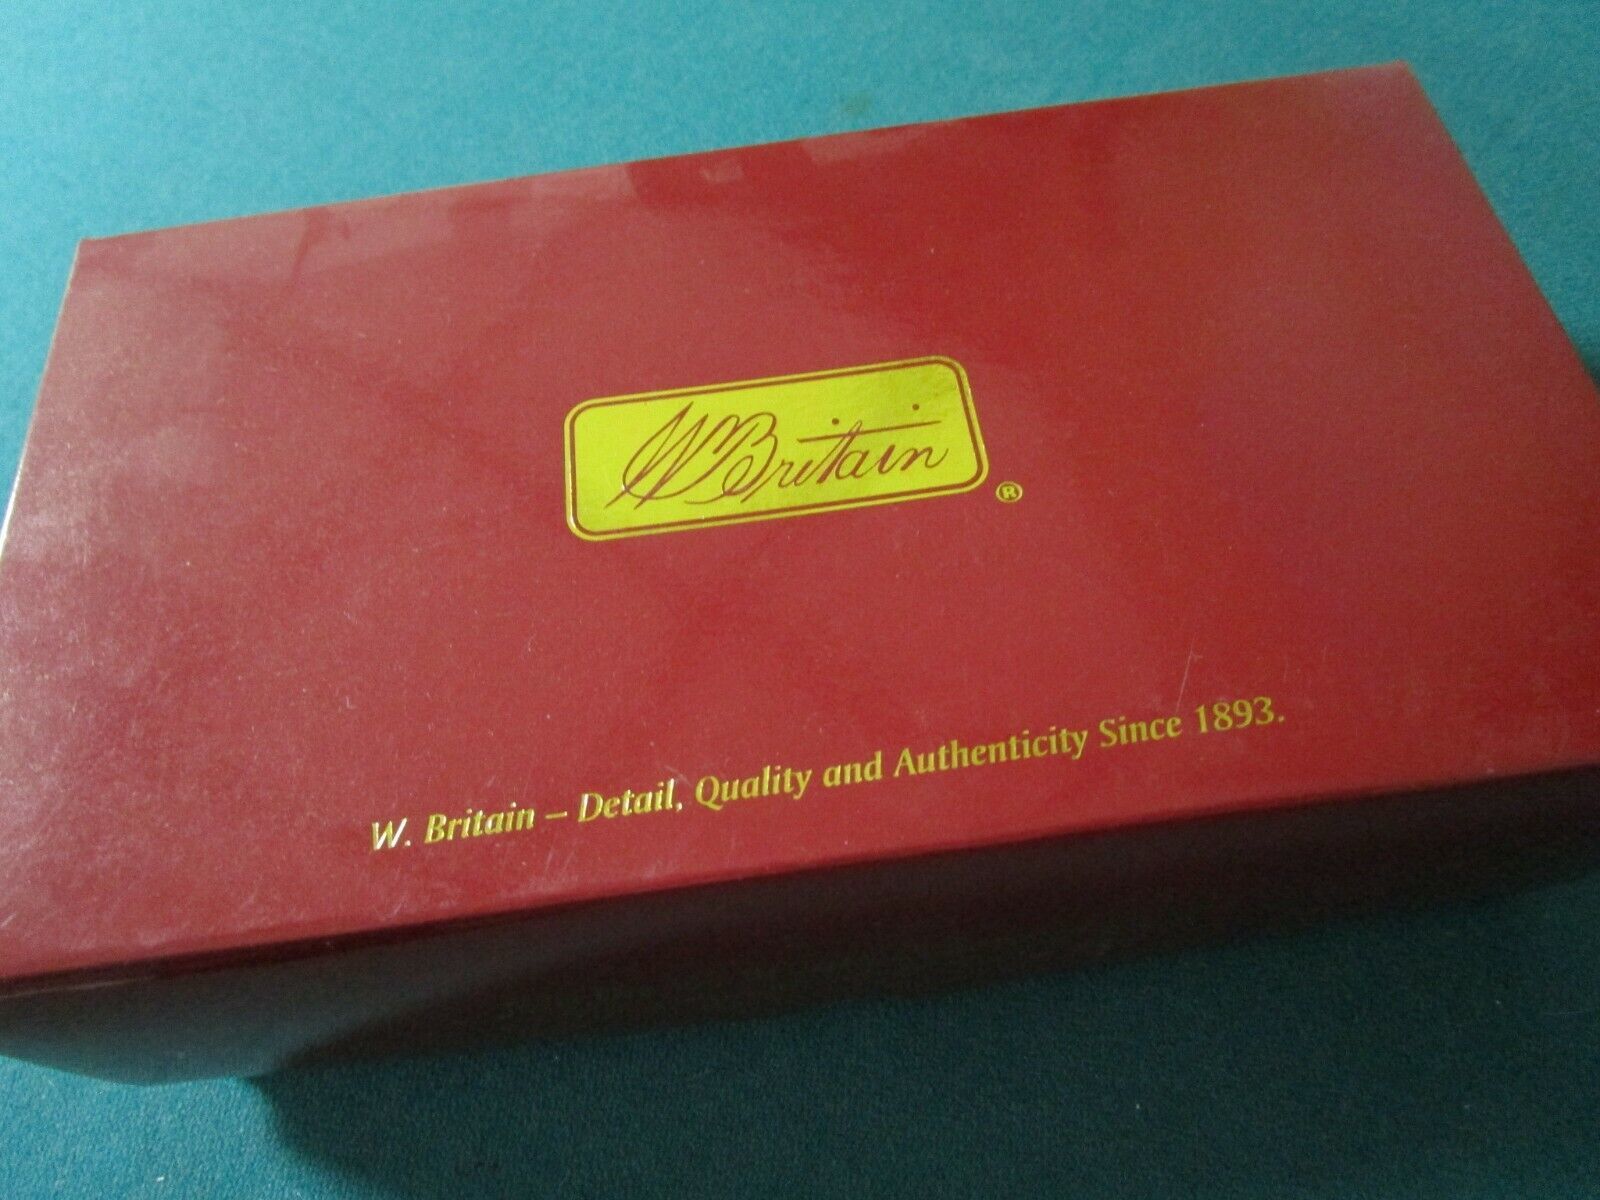 W Britain ®
W. Britain – Detail, Quality and Authenticity Since 1893.